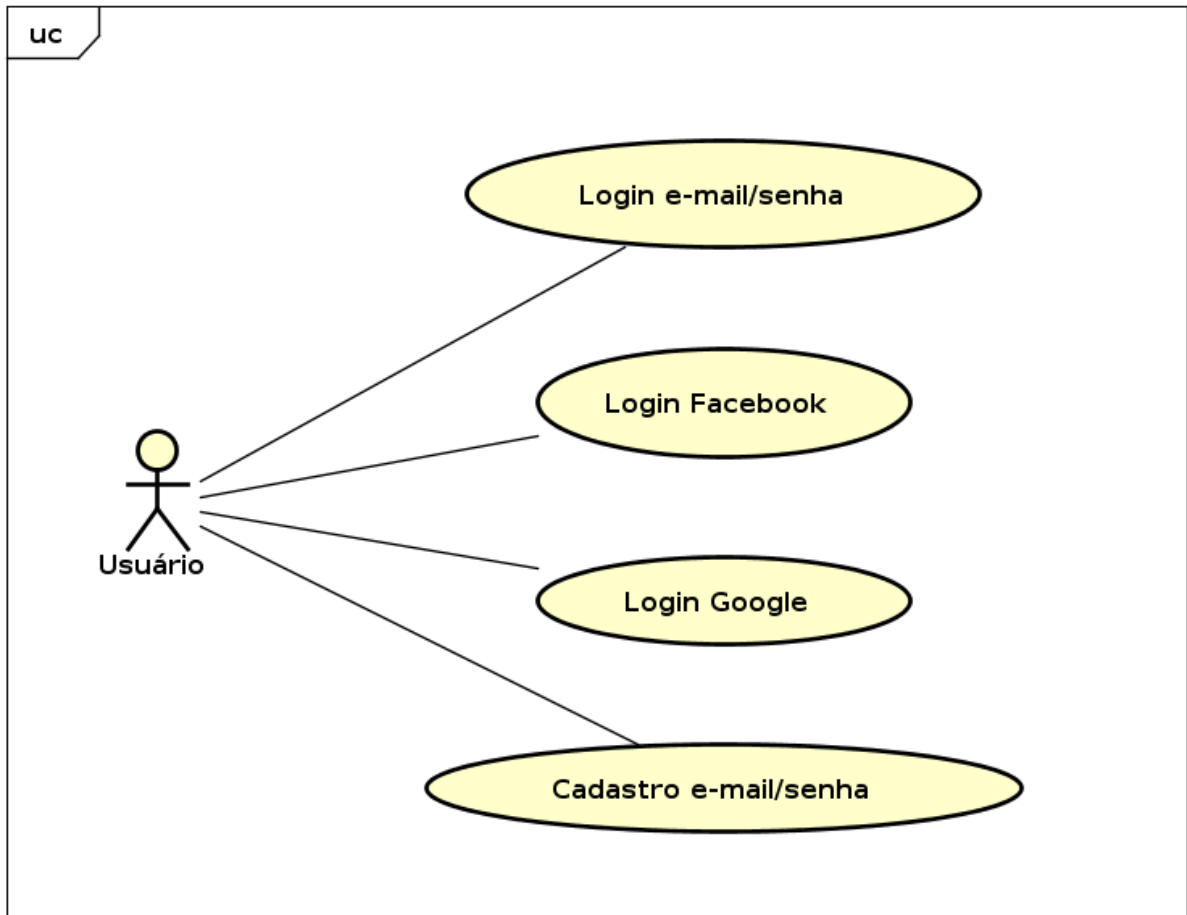 uc
Login e-mail/senha
Login Facebook
Usuário
Login Google
Cadastro e-mail/senha